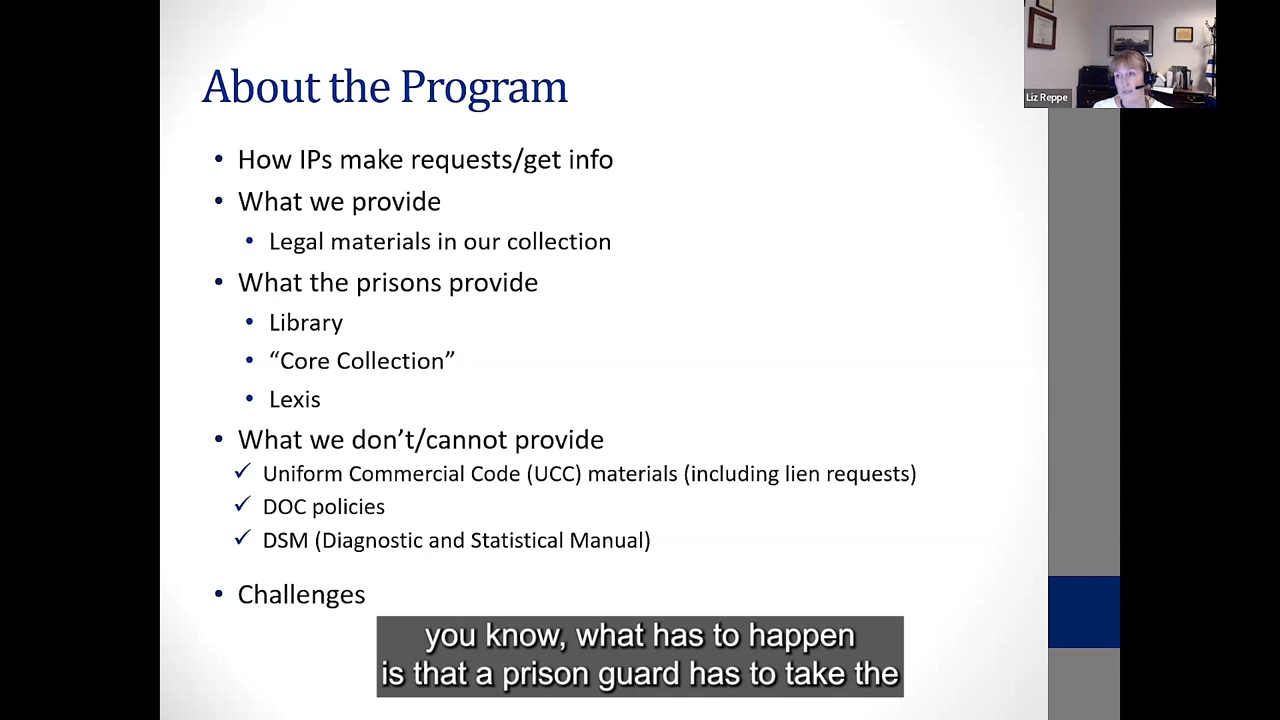 About the Program
• How IPs make requests/get info
• What we provide
• Legal materials in our collection
• What the prisons provide
• Library
• “Core Collection”
• Lexis
• What we don’t/cannot provide
✓ Uniform Commercial Code (UCC) materials (including lien requests)
✓ DOC policies
✓ DSM (Diagnostic and Statistical Manual)
• Challenges
you know, what has to happen
is that a prison guard has to take the
Liz Reppe